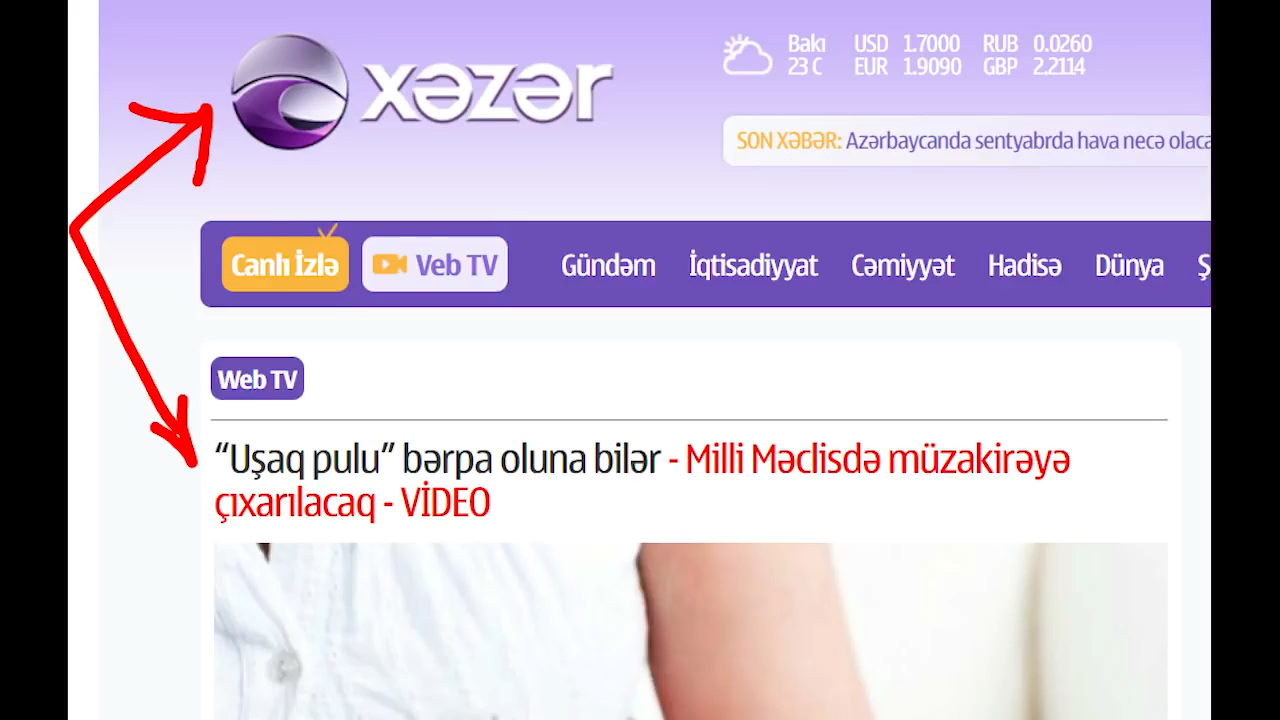 xəzər
Bakı USD 1.7000 RUB 0.0260
23 C EUR 1.9090 GBP 2.2114
SON XƏBƏR: Azərbaycanda sentyabrda hava necə
Canlı İzlə Veb TV Gündəm İqtisadiyyat Cəmiyyət Hadisə Dünya
Web TV
“Uşaq pulu” bərpa oluna bilər - Milli Məclisdə müzakirəyə
çıxarılacaq - VİDEO